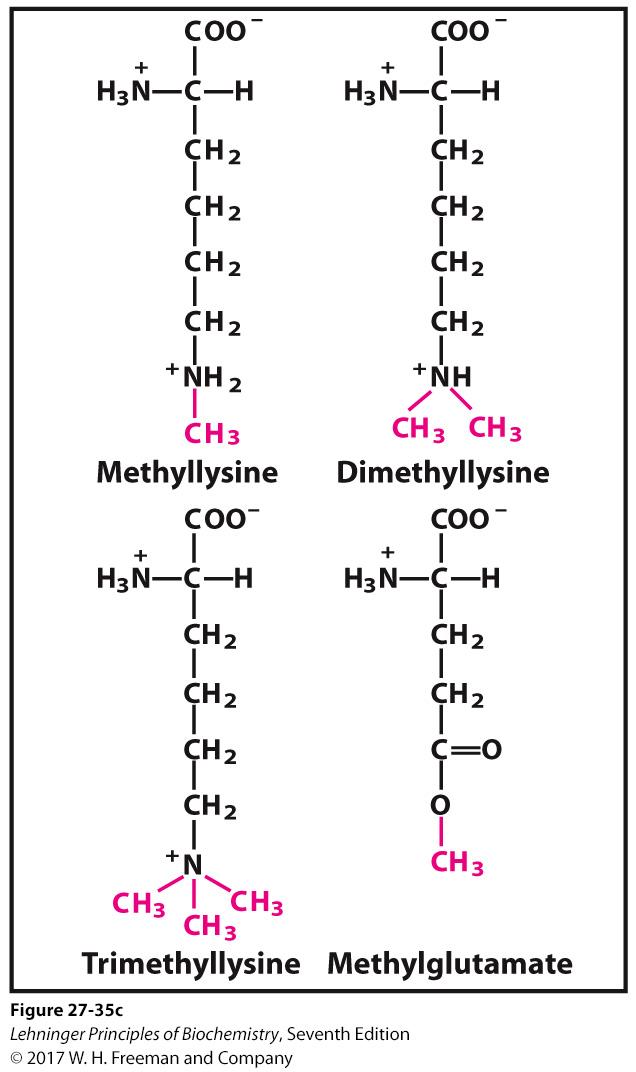 COO⁻ COO⁻
H₃N⁺—C—H H₃N⁺—C—H
CH₂ CH₂
CH₂ CH₂
CH₂ CH₂
CH₂ CH₂
⁺NH₂ ⁺NH
CH₃ CH₃ CH₃
Methyllysine Dimethyllysine
COO⁻ COO⁻
H₃N⁺—C—H H₃N⁺—C—H
CH₂ CH₂
CH₂ CH₂
CH₂ C=O
CH₂ O
⁺N CH₃
CH₃ CH₃ CH₃
Trimethyllysine Methylglutamate
Figure 27-35c
Lehninger Principles of Biochemistry, Seventh Edition
© 2017 W. H. Freeman and Company